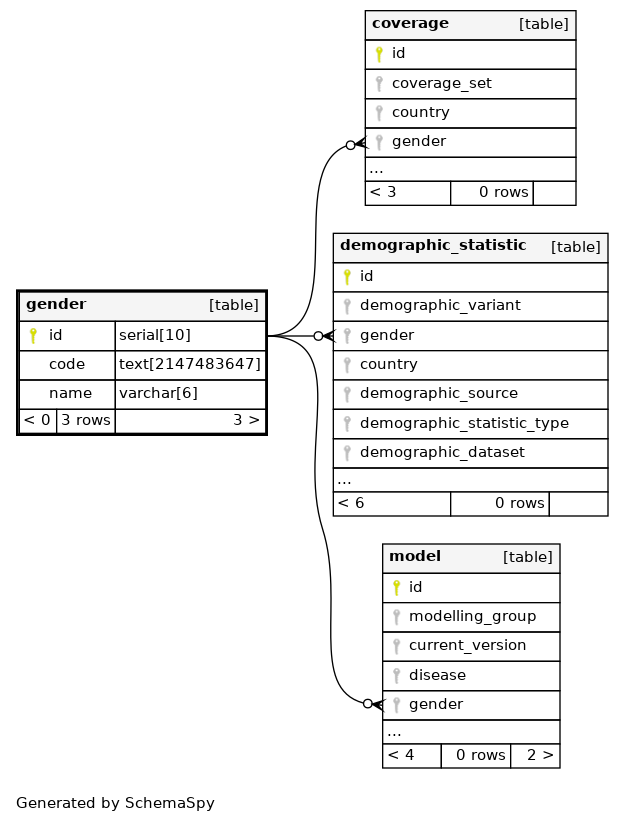 coverage [table]
id
coverage_set
country
gender
...
< 3 0 rows
demographic_statistic [table]
id
demographic_variant
gender
country
demographic_source
demographic_statistic_type
demographic_dataset
...
< 6 0 rows
gender [table]
id serial[10]
code text[2147483647]
name varchar[6]
< 0 3 rows 3 >
model [table]
id
modelling_group
current_version
disease
gender
...
< 4 0 rows 2 >
Generated by SchemaSpy